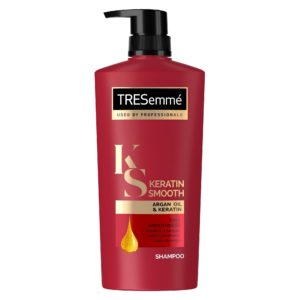 TRESemmé
USED BY PROFESSIONALS
KS
KERATIN
SMOOTH
ARGAN OIL
& KERATIN
SHAMPOO